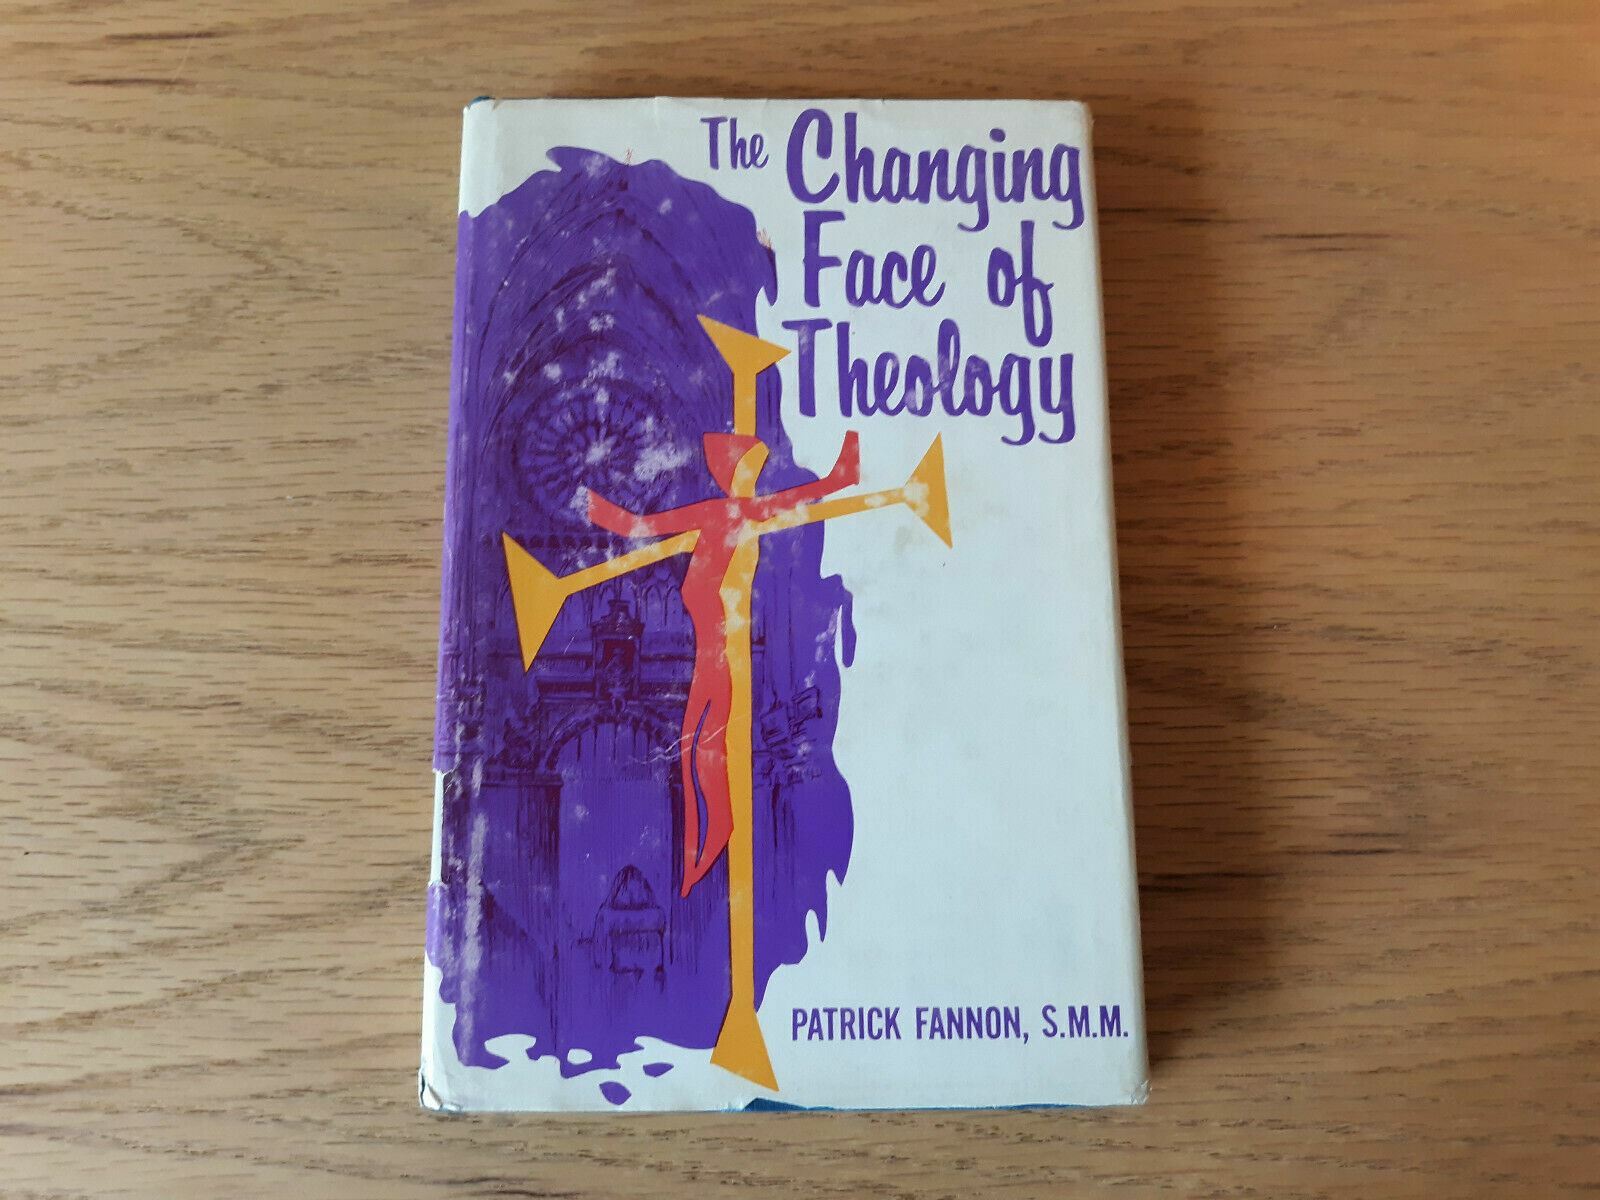 The Changing
Face of
Theology
PATRICK FANNON, S.M.M.